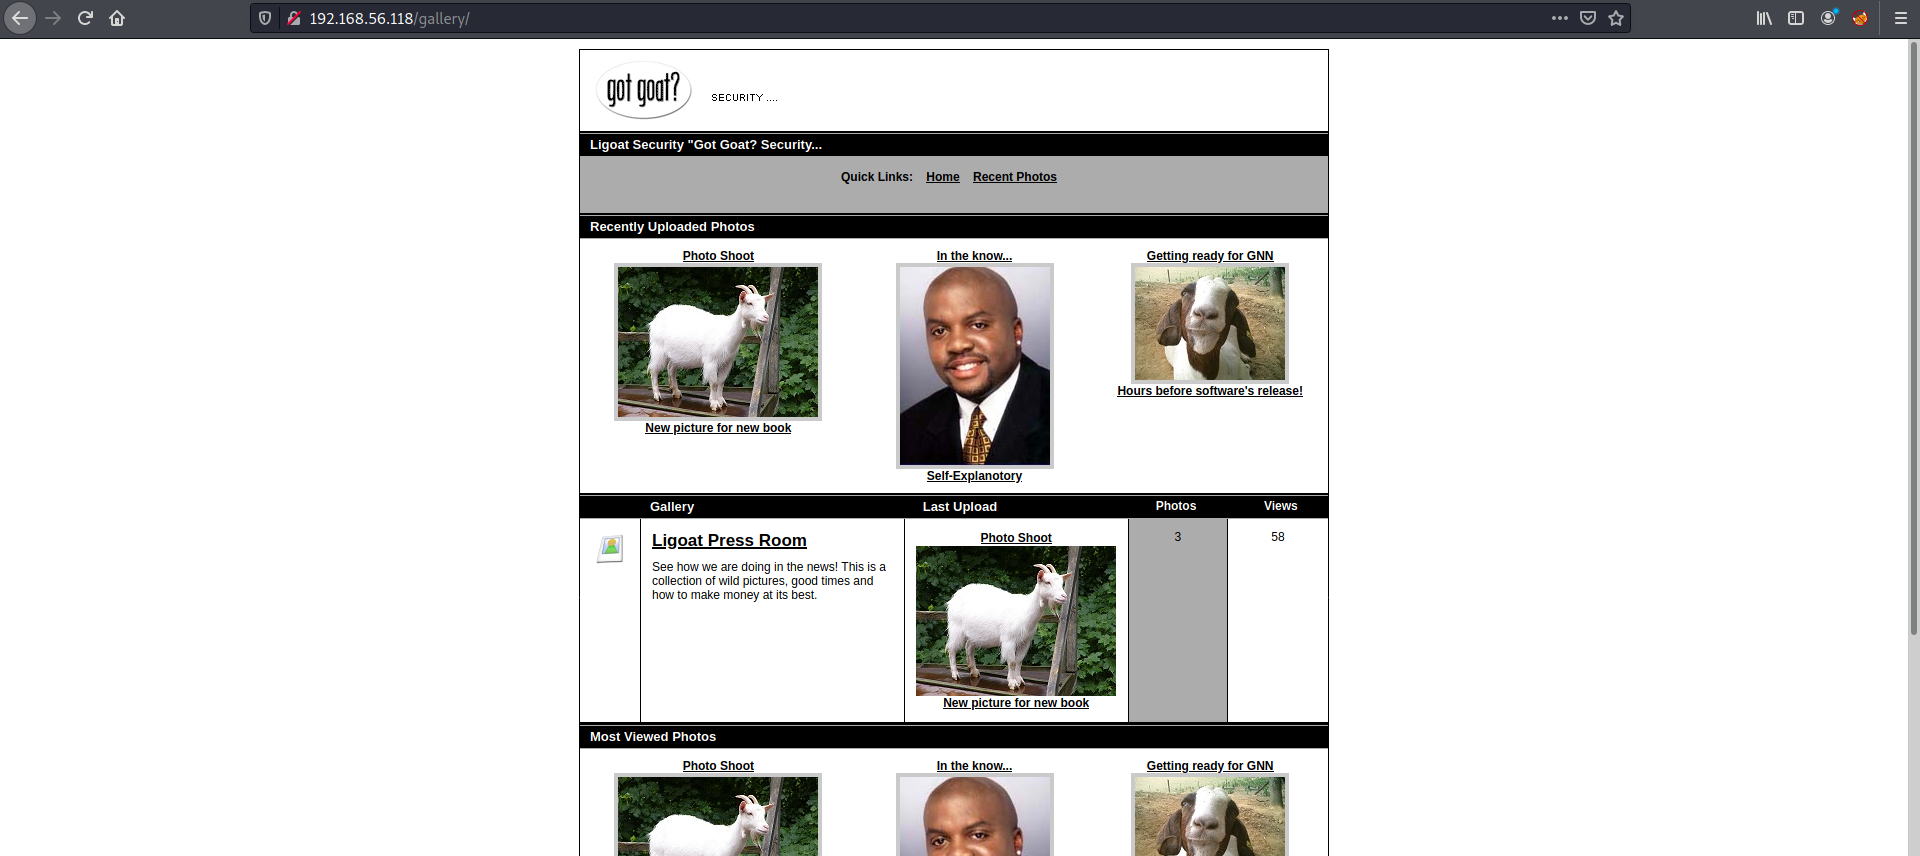 192.168.56.118/gallery/
got goat?
SECURITY ....
Ligoat Security "Got Goat? Security...
Quick Links: Home Recent Photos
Recently Uploaded Photos
Photo Shoot In the know... Getting ready for GNN
Hours before software's release!
New picture for new book
Self-Explanotory
Gallery Last Upload Photos Views
Ligoat Press Room
Photo Shoot
3 58
See how we are doing in the news! This is a
collection of wild pictures, good times and
how to make money at its best.
New picture for new book
Most Viewed Photos
Photo Shoot In the know... Getting ready for GNN